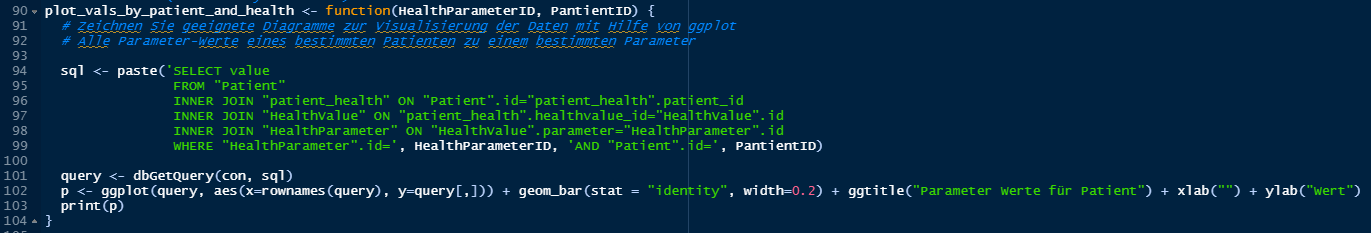 90 plot_vals_by_patient_and_health <- function(HealthParameterID, PantientID) {
91 # Zeichnen Sie geeignete Diagramme zur Visualisierung der Daten mit Hilfe von ggplot
92 # Alle Parameter-Werte eines bestimmten Patienten zu einem bestimmten Parameter
93
94 sql <- paste('SELECT value
95 FROM "Patient"
96 INNER JOIN "patient_health" ON "Patient".id="patient_health".patient_id
97 INNER JOIN "HealthValue" ON "patient_health".healthvalue_id="HealthValue".id
98 INNER JOIN "HealthParameter" ON "HealthValue".parameter="HealthParameter".id
99 WHERE "HealthParameter".id=', HealthParameterID, 'AND "Patient".id=', PantientID)
100
101 query <- dbGetQuery(con, sql)
102 p <- ggplot(query, aes(x=rownames(query), y=query[,])) + geom_bar(stat = "identity", width=0.2) + ggtitle("Parameter Werte für Patient") + xlab("") + ylab("Wert")
103 print(p)
104 }